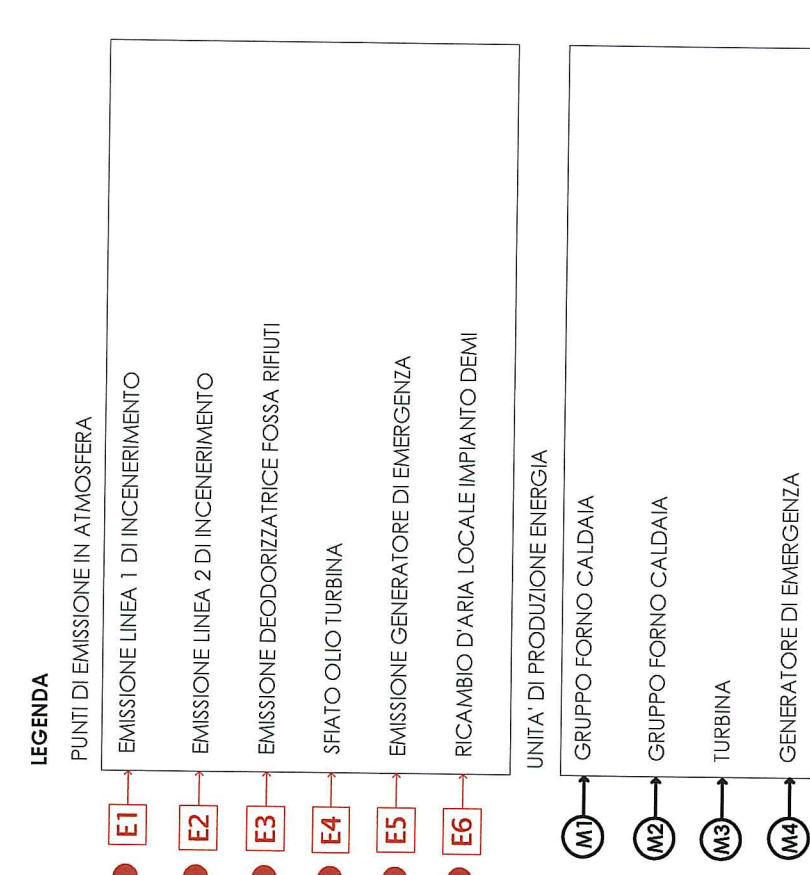 LEGENDA
PUNTI DI EMISSIONE IN ATMOSFERA
E1 EMISSIONE LINEA 1 DI INCENERIMENTO
E2 EMISSIONE LINEA 2 DI INCENERIMENTO
E3 EMISSIONE DEODORIZZATRICE FOSSA RIFIUTI
E4 SFIATO OLIO TURBINA
E5 EMISSIONE GENERATORE DI EMERGENZA
E6 RICAMBIO D'ARIA LOCALE IMPIANTO DEMI
UNITA' DI PRODUZIONE ENERGIA
M1 GRUPPO FORNO CALDAIA
M2 GRUPPO FORNO CALDAIA
M3 TURBINA
M4 GENERATORE DI EMERGENZA